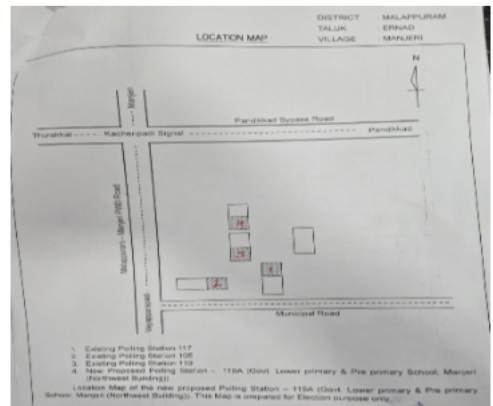 DISTRICT : MALAPPURAM
TALUK : ERNAD
VILLAGE : MANJERI
LOCATION MAP
N
Manjeri
Pandikkad Bypass Road
Thurakkal ---- Kacheripadi Signal ---- Pandikkad
Malappuram - Manjeri PWD Road
4
3
1
2
Municipal Road
1. Existing Polling Station 117
2. Existing Polling Station
3. Existing Polling Station 119
4. New Proposed Polling Station - 119A (Govt. Lower primary & Pre primary School, Manjeri
(Northwest Building))
Location Map of the new proposed Polling Station – 119A (Govt. Lower primary & Pre primary
School, Manjeri (Northwest Building)). This Map is prepared for Election purpose only.